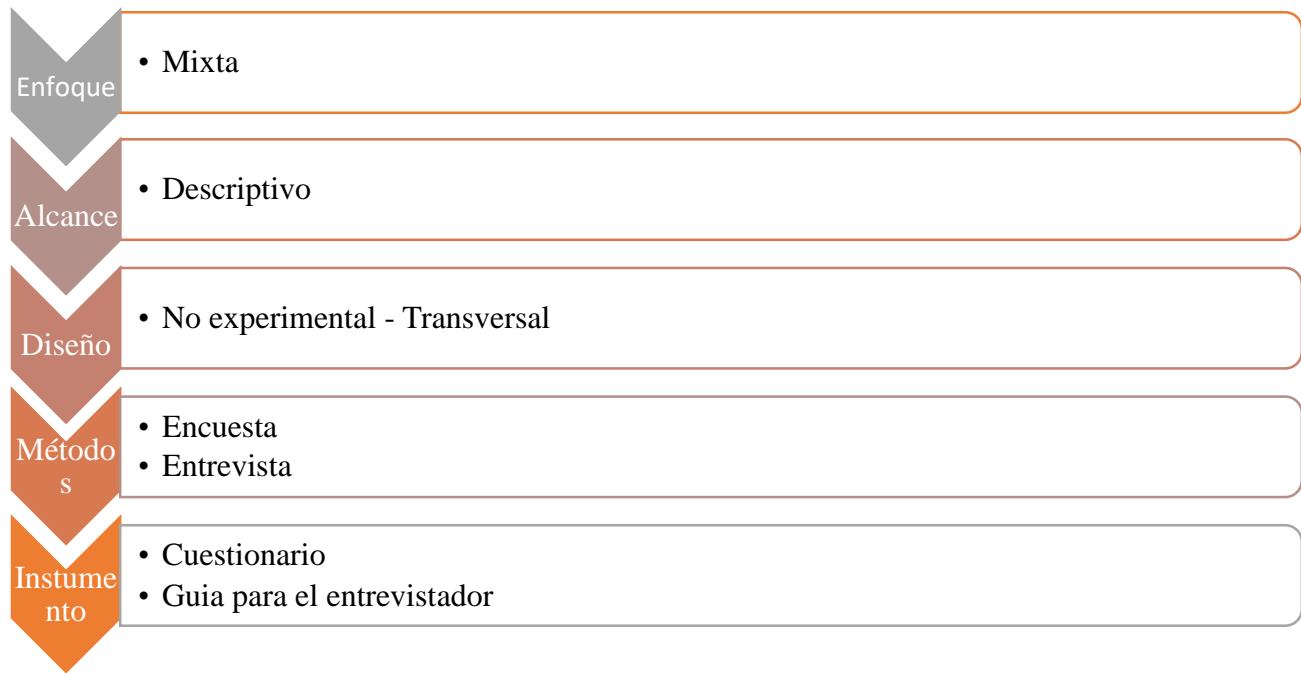 Enfoque
• Mixta
Alcance
• Descriptivo
Diseño
• No experimental - Transversal
Método
s
• Encuesta
• Entrevista
Instume
nto
• Cuestionario
• Guia para el entrevistador